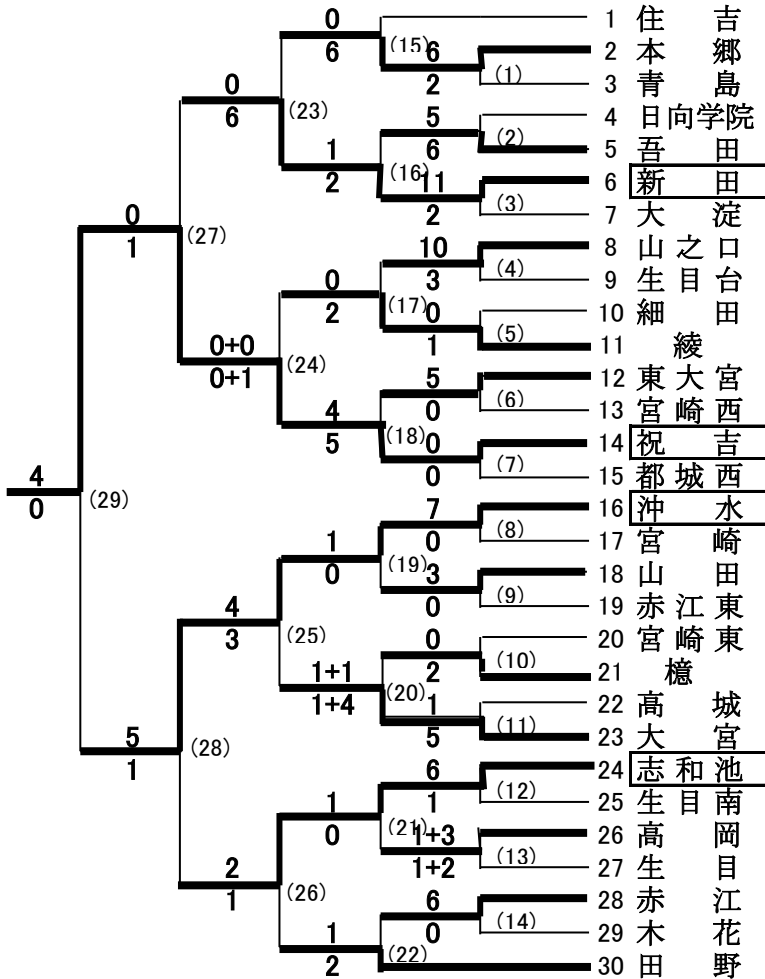 1 住吉
0
6
(15)
6
2
2 本郷
(1)
3 青島
0
6
(23)
4 日向学院
5
6
(2)
5 吾田
1
2
(16)
11
2
6 新田
(3)
7 大淀
0
1
(27)
10
3
8 山之口
(4)
9 生目台
0
2
(17)
0
1
10 細田
(5)
11 綾
0+0
0+1
(24)
5
0
12 東大宮
(6)
13 宮崎西
4
5
(18)
0
0
14 祝吉
(7)
15 都城西
4
0
(29)
7
0
16 沖水
(8)
17 宮崎
1
0
(19)
3
0
18 山田
(9)
19 赤江東
4
3
(25)
0
2
20 宮崎東
(10)
21 檍
1+1
1+4
(20)
1
5
22 高城
(11)
23 大宮
5
1
(28)
6
1
24 志和池
(12)
25 生目南
1
0
(21)
1+3
1+2
26 高岡
(13)
27 生目
2
1
(26)
6
0
28 赤江
(14)
29 木花
1
2
(22)
30 田野